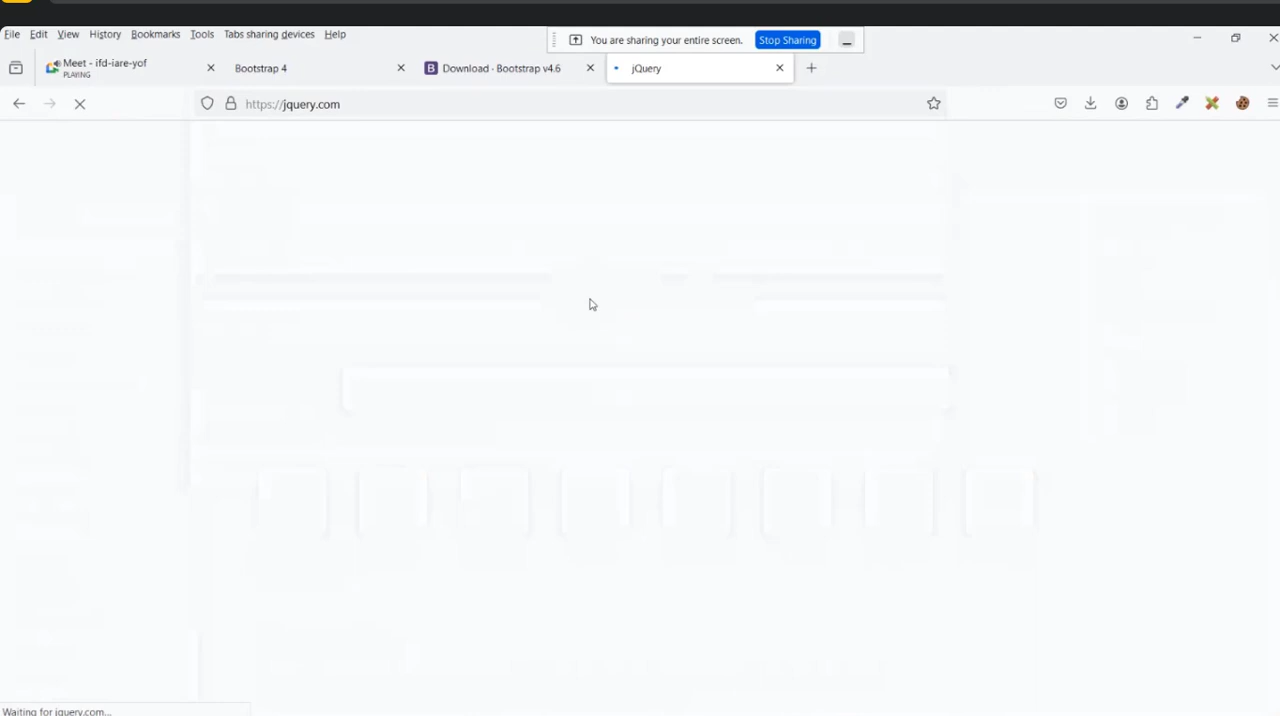 File Edit View History Bookmarks Tools Tabs sharing devices Help
You are sharing your entire screen. Stop Sharing
Meet - ifd-iare-yof
PLAYING
Bootstrap 4
B Download · Bootstrap v4.6
jQuery
https://jquery.com
Waiting for jquery.com...